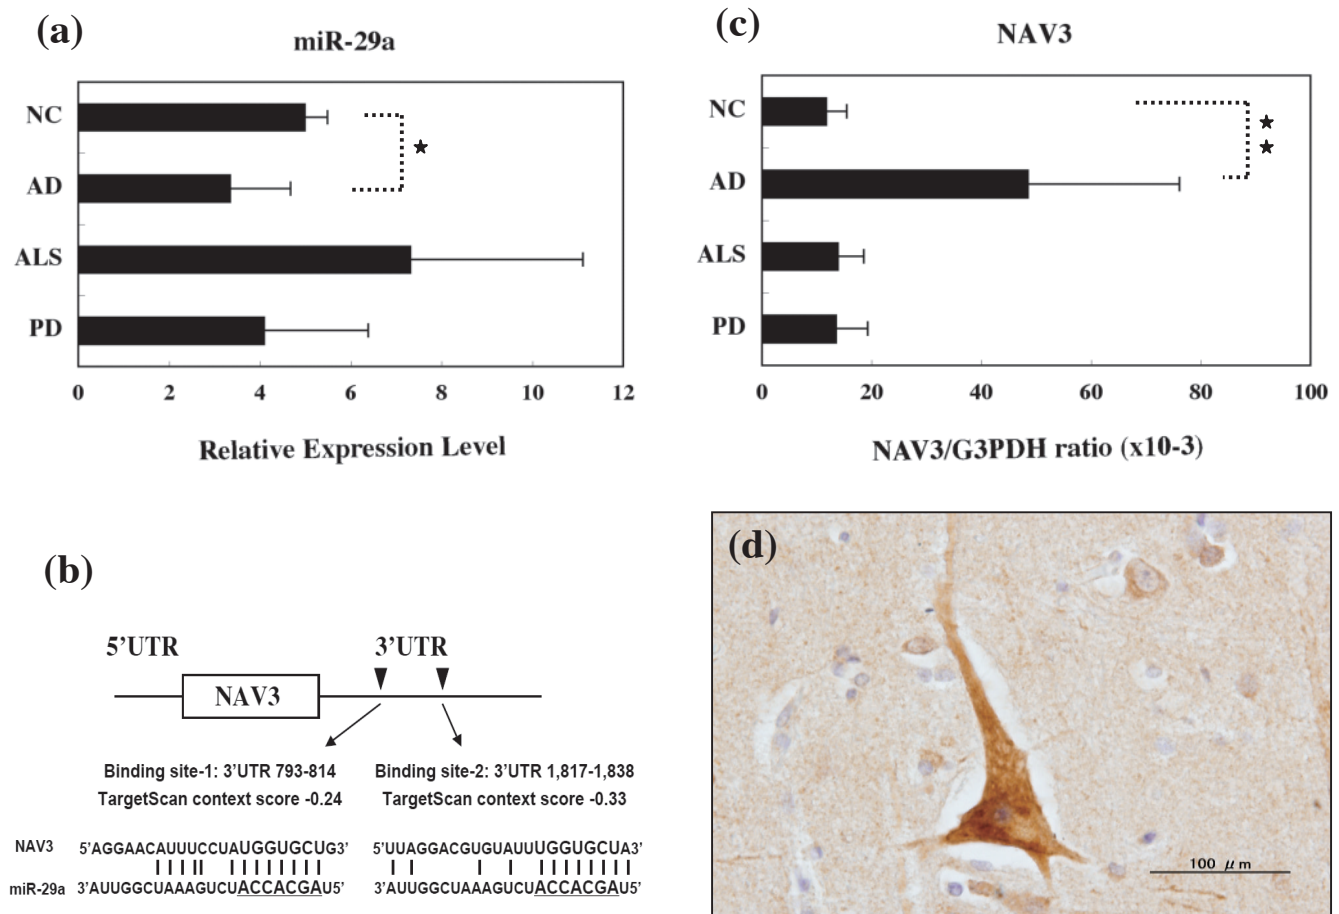 (a)
miR-29a
NC
AD
ALS
PD
★
0 2 4 6 8 10 12
Relative Expression Level
(c)
NAV3
NC
AD
ALS
PD
★
★
0 20 40 60 80 100
NAV3/G3PDH ratio (x10-3)
(b)
5’UTR 3’UTR
NAV3
Binding site-1: 3’UTR 793-814
TargetScan context score -0.24
Binding site-2: 3’UTR 1,817-1,838
TargetScan context score -0.33
NAV3 5’AGGAACAUUUCCUAUGGUGCUG3’ 5’UUAGGACGUGUAUUUGGUGCUA3’
miR-29a 3’AUUGGCUAAAGUCUACCACGAU5’ 3’AUUGGCUAAAGUCUACCACGAU5’
(d)
100 μm